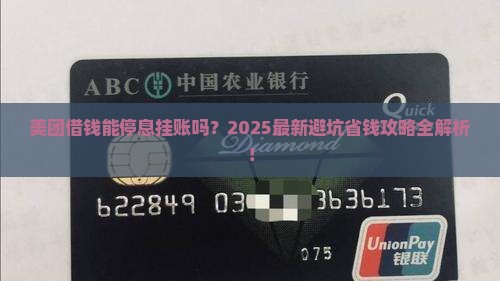 ABC 中国农业银行
Quick
美团借钱能停息挂账吗？2025最新避坑省钱攻略全解析
！
Diamond
622849 03 3636173
075
UnionPay
银联